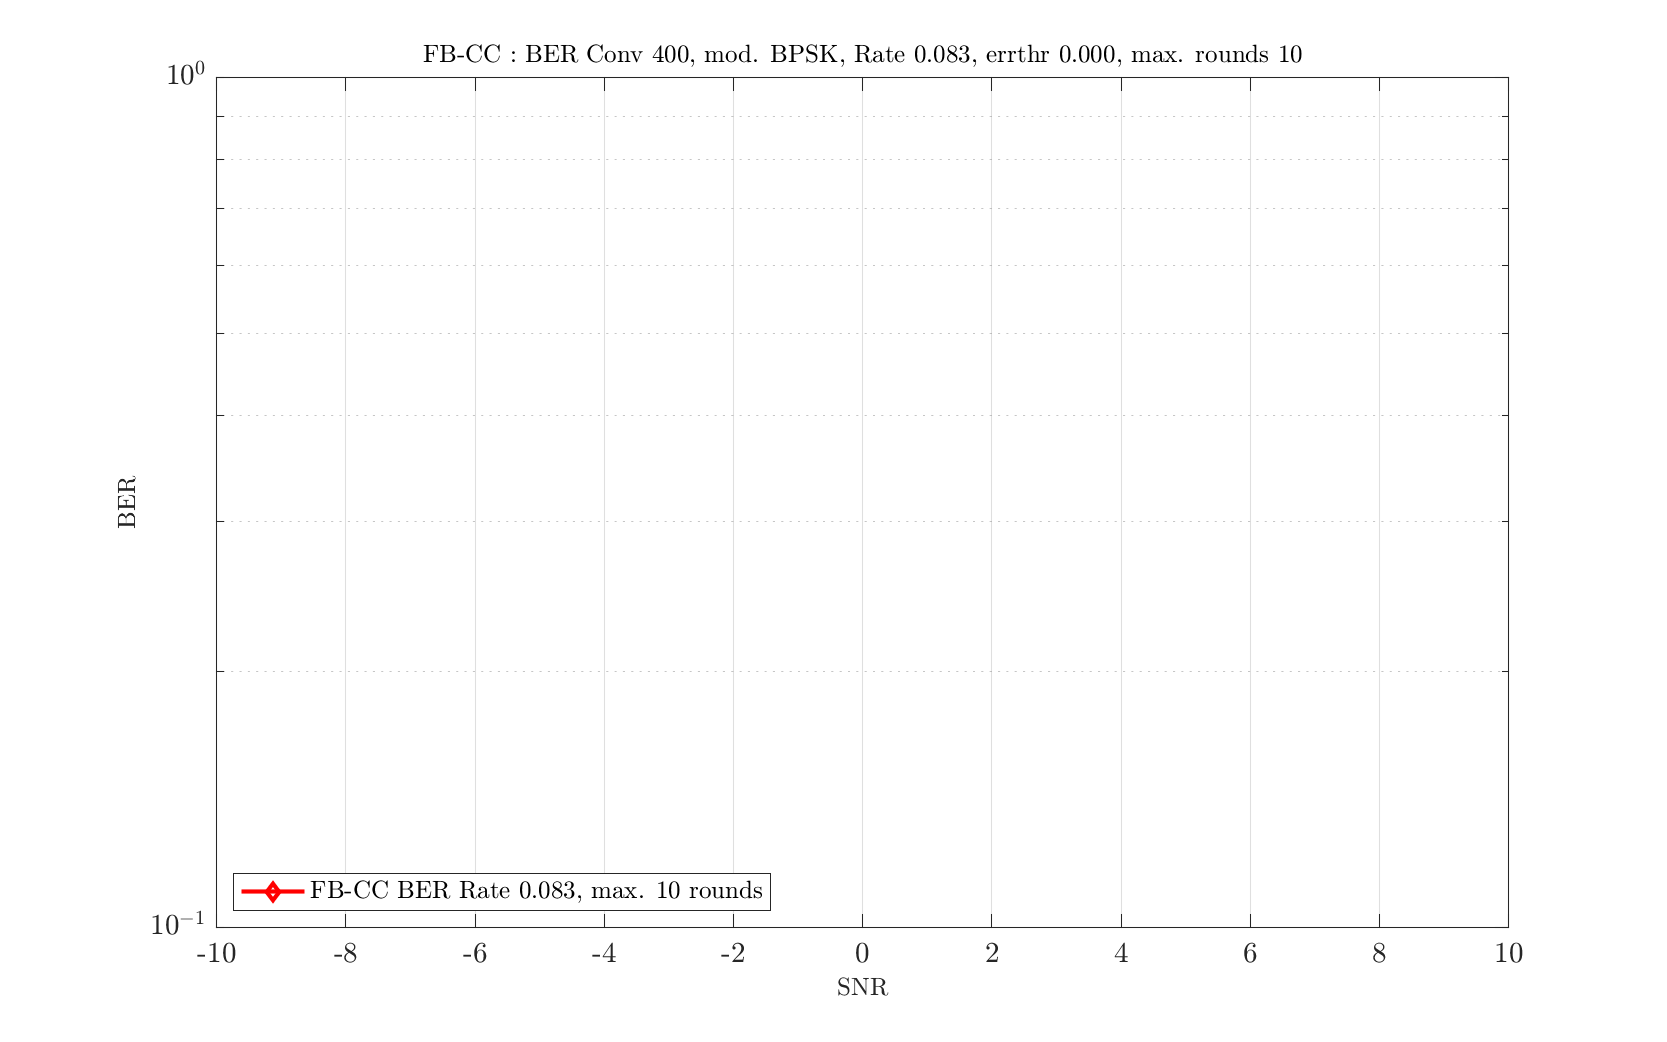 FB-CC : BER Conv 400, mod. BPSK, Rate 0.083, errthr 0.000, max. rounds 10
10⁰
BER
FB-CC BER Rate 0.083, max. 10 rounds
10⁻¹
-10 -8 -6 -4 -2 0 2 4 6 8 10
SNR